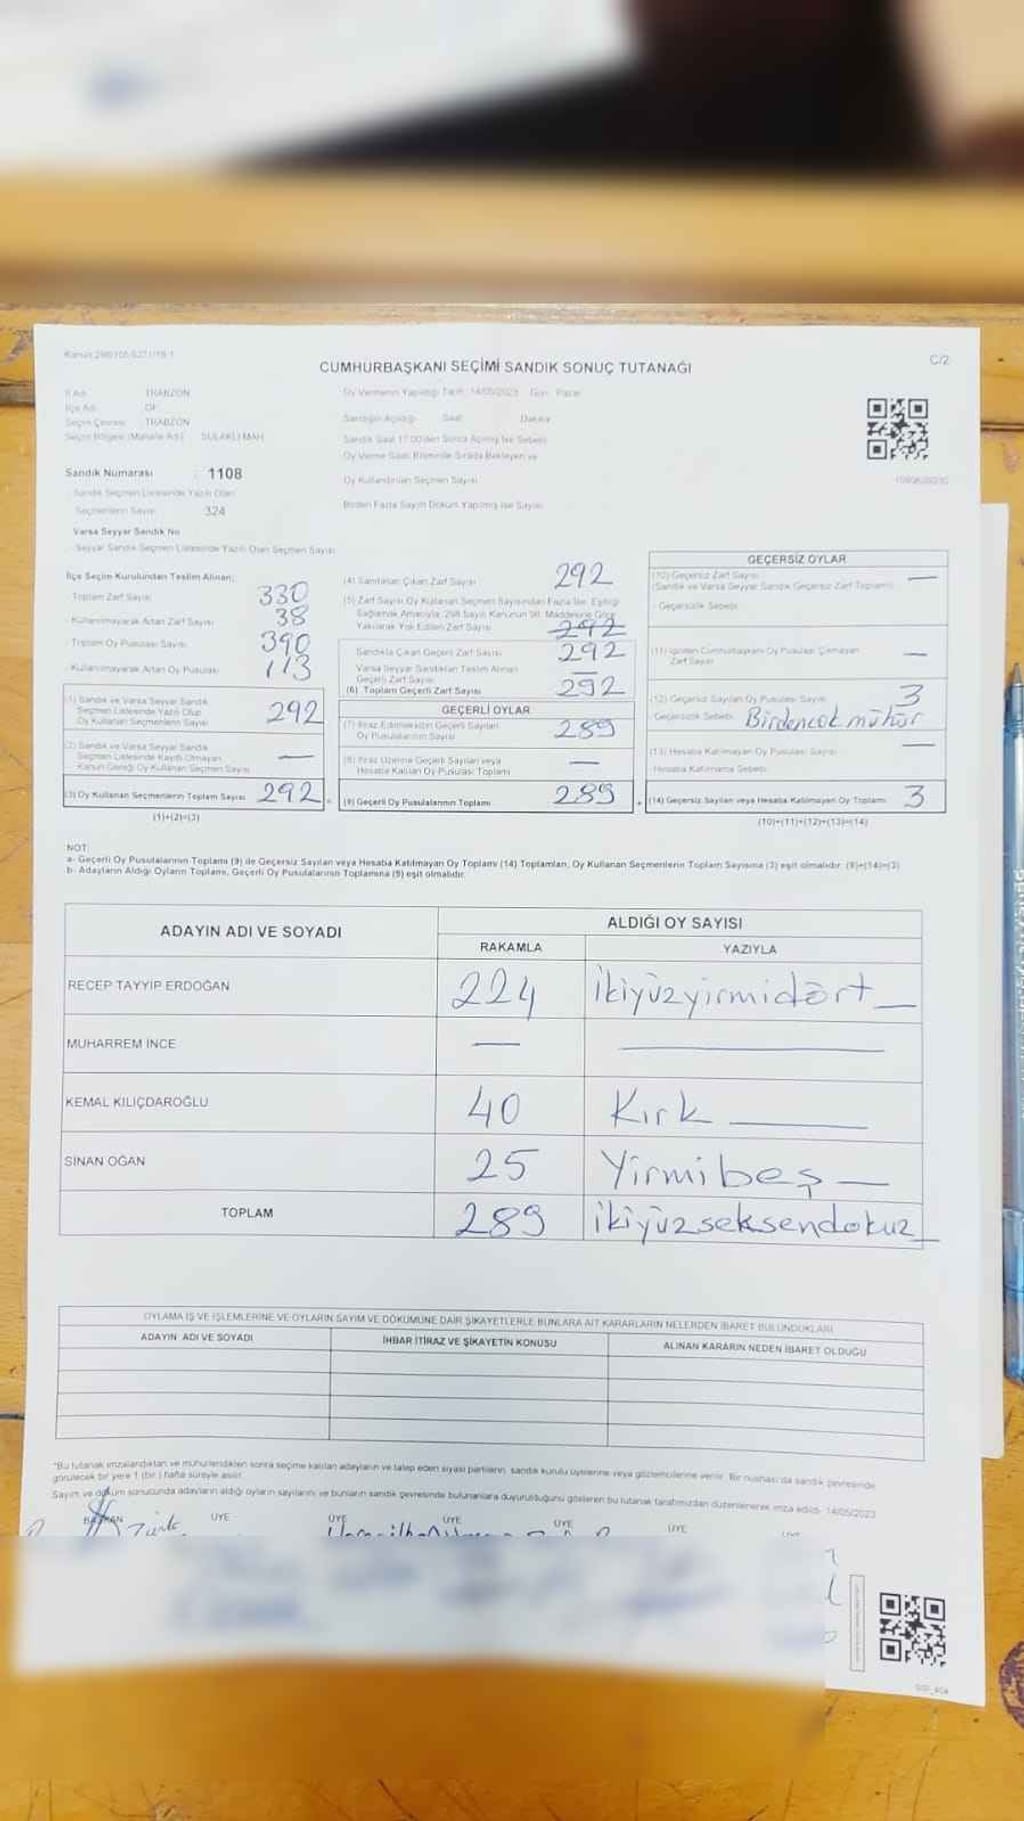 CUMHURBAŞKANI SEÇİMİ SANDIK SONUÇ TUTANAĞI
C/2
İl Adı TRABZON
İlçe Adı OF
Seçim Çevresi TRABZON
Seçim Bölgesi (Mahalle Adı) SULAKLI MAH.
Oy Vermenin Yapıldığı Tarih: 14/05/2023 Gün: Pazar
Sandığın Açıldığı Saat Dakika
Sandık Saat 17:00'den Sonra Açılmış İse Sebebi
Oy Verme Saati Bitiminde Sırada Bekleyen ve
Oy Kullandırılan Seçmen Sayısı
Birden Fazla Sayım Döküm Yapılmış İse Sayısı
Sandık Numarası : 1108
Sandık Seçmen Listesinde Yazılı Olan
Seçmenlerin Sayısı 324
Varsa Seyyar Sandık No
Seyyar Sandık Seçmen Listesinde Yazılı Olan Seçmen Sayısı
İlçe Seçim Kurulundan Teslim Alınan;
Toplam Zarf Sayısı 330
Kullanılmayarak Artan Zarf Sayısı 38
Toplam Oy Pusulası Sayısı 390
Kullanılmayarak Artan Oy Pusulası 113
(1) Sandık ve Varsa Seyyar Sandık
Seçmen Listesinde Yazılı Olup
Oy Kullanan Seçmenlerin Sayısı 292
(2) Sandık ve Varsa Seyyar Sandık
Seçmen Listesinde Kayıtlı Olmayan
Kanun Gereği Oy Kullanan Seçmen Sayısı —
(3) Oy Kullanan Seçmenlerin Toplam Sayısı 292
(1)+(2)=(3)
(4) Sandıktan Çıkan Zarf Sayısı 292
(5) Zarf Sayısı Oy Kullanan Seçmen Sayısından Fazla İse, Eşitliği
Sağlamak Amacıyla, 298 Sayılı Kanunun 98. Maddesine Göre
Yakılarak Yok Edilen Zarf Sayısı 292
Sandıkta Çıkan Geçerli Zarf Sayısı 292
Varsa Seyyar Sandıktan Teslim Alınan
Geçerli Zarf Sayısı —
(6) Toplam Geçerli Zarf Sayısı 292
GEÇERLİ OYLAR
(7) İtiraz Edilmeksizin Geçerli Sayılan
Oy Pusulalarının Sayısı 289
(8) İtiraz Üzerine Geçerli Sayılan veya
Hesaba Katılan Oy Pusulası Toplamı —
(9) Geçerli Oy Pusulalarının Toplamı 289
GEÇERSİZ OYLAR
(10) Geçersiz Zarf Sayısı —
(Sandık ve Varsa Seyyar Sandık Geçersiz Zarf Toplamı)
Geçersizlik Sebebi
(11) İçinden Cumhurbaşkanı Oy Pusulası Çıkmayan
Zarf Sayısı —
(12) Geçersiz Sayılan Oy Pusulası Sayısı 3
Geçersizlik Sebebi Birdencok mühür
(13) Hesaba Katılmayan Oy Pusulası Sayısı —
Hesaba Katılmama Sebebi
(14) Geçersiz Sayılan veya Hesaba Katılmayan Oy Toplamı 3
(10)+(11)+(12)+(13)=(14)
NOT:
a- Geçerli Oy Pusulalarının Toplamı (9) ile Geçersiz Sayılan veya Hesaba Katılmayan Oy Toplamı (14) Toplamları, Oy Kullanan Seçmenlerin Toplam Sayısına (3) eşit olmalıdır. (9)+(14)=(3)
b- Adayların Aldığı Oyların Toplamı, Geçerli Oy Pusulalarının Toplamına (9) eşit olmalıdır.
ADAYIN ADI VE SOYADI
ALDIĞI OY SAYISI
RAKAMLA YAZIYLA
RECEP TAYYIP ERDOĞAN 224 İkiyüzyirmidört —
MUHARREM İNCE — —
KEMAL KILIÇDAROĞLU 40 Kırk —
SİNAN OĞAN 25 Yirmibeş —
TOPLAM 289 ikiyüzseksendokuz
OYLAMA İŞ VE İŞLEMLERİNE VE OYLARIN SAYIM VE DÖKÜMÜNE DAİR ŞİKAYETLERLE BUNLARA AİT KARARLARIN NELERDEN İBARET BULUNDUKLARI
ADAYIN ADI VE SOYADI İHBAR İTİRAZ VE ŞİKAYETİN KONUSU ALINAN KARARIN NEDEN İBARET OLDUĞU
*Bu tutanak imzalandıktan ve mühürlendikten sonra seçime katılan adayların ve talep eden siyasi partilerin, sandık kurulu üyelerine veya gözlemcilerine verilir. Bir nüshası da sandık çevresinde
görülecek bir yere 1 (bir) hafta süreyle asılır.
Sayım ve döküm sonucunda adayların aldığı oyların sayılarını ve bunların sandık çevresinde bulunanlara duyurulduğunu gösteren bu tutanak tarafımızdan düzenlenerek imza edildi. 14/05/2023
BAŞKAN ÜYE ÜYE ÜYE ÜYE ÜYE